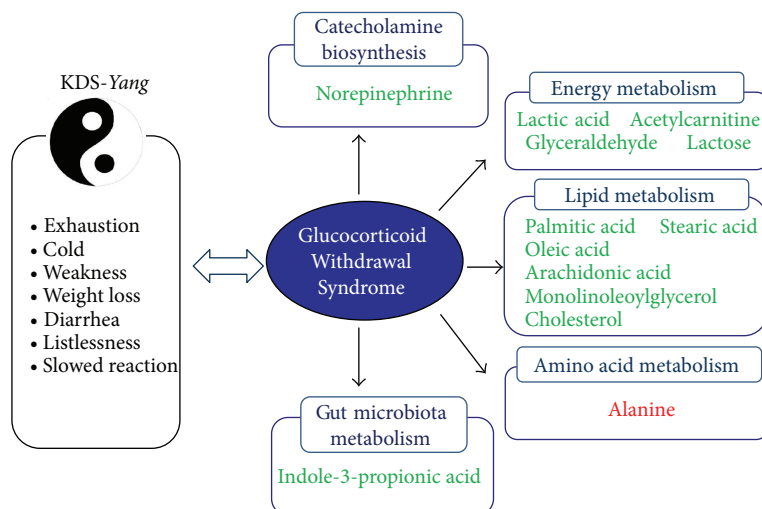 KDS-Yang
• Exhaustion
• Cold
• Weakness
• Weight loss
• Diarrhea
• Listlessness
• Slowed reaction
Glucocorticoid
Withdrawal
Syndrome
Catecholamine
biosynthesis
Norepinephrine
Energy metabolism
Lactic acid Acetylcarnitine
Glyceraldehyde Lactose
Lipid metabolism
Palmitic acid Stearic acid
Oleic acid
Arachidonic acid
Monolinoleoylglycerol
Cholesterol
Amino acid metabolism
Alanine
Gut microbiota
metabolism
Indole-3-propionic acid